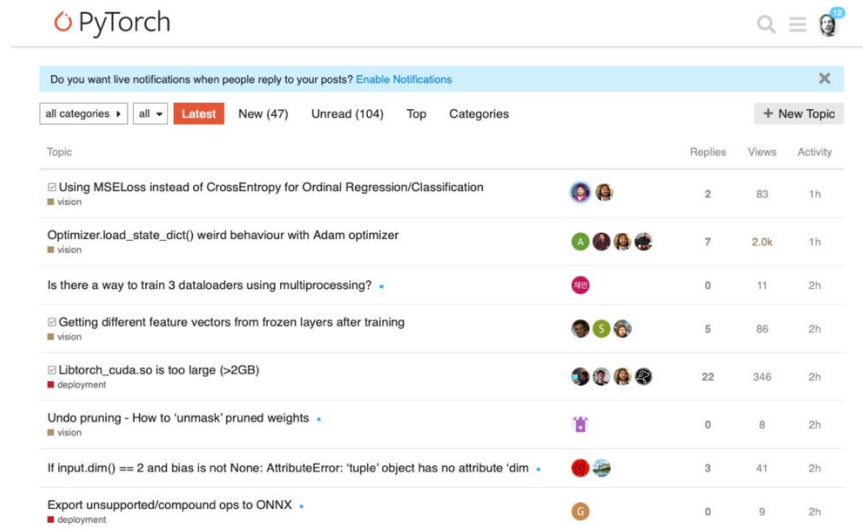 PyTorch
12
Do you want live notifications when people reply to your posts? Enable Notifications
all categories all Latest New (47) Unread (104) Top Categories + New Topic
Topic Replies Views Activity
Using MSELoss instead of CrossEntropy for Ordinal Regression/Classification 2 83 1h
vision
Optimizer.load_state_dict() weird behaviour with Adam optimizer A 7 2.0k 1h
vision
Is there a way to train 3 dataloaders using multiprocessing? 재민 0 11 2h
Getting different feature vectors from frozen layers after training S 5 86 2h
vision
Libtorch_cuda.so is too large (>2GB) 22 346 2h
deployment
Undo pruning - How to ‘unmask’ pruned weights 0 8 2h
vision
If input.dim() == 2 and bias is not None: AttributeError: ‘tuple’ object has no attribute ‘dim 3 41 2h
Export unsupported/compound ops to ONNX G 0 9 2h
deployment